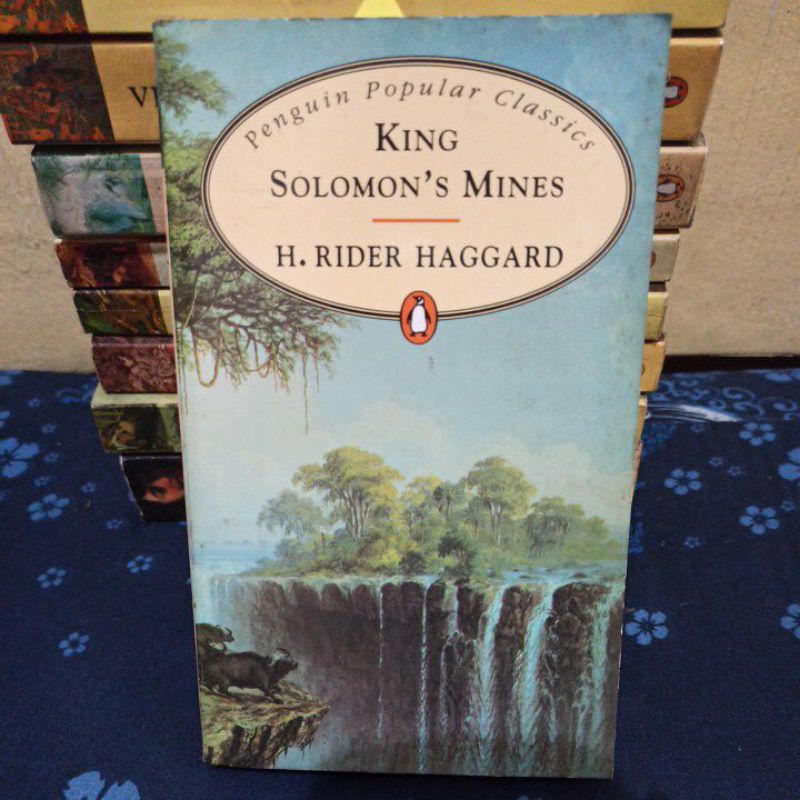 Penguin Popular Classics
KING
SOLOMON'S MINES
H. RIDER HAGGARD